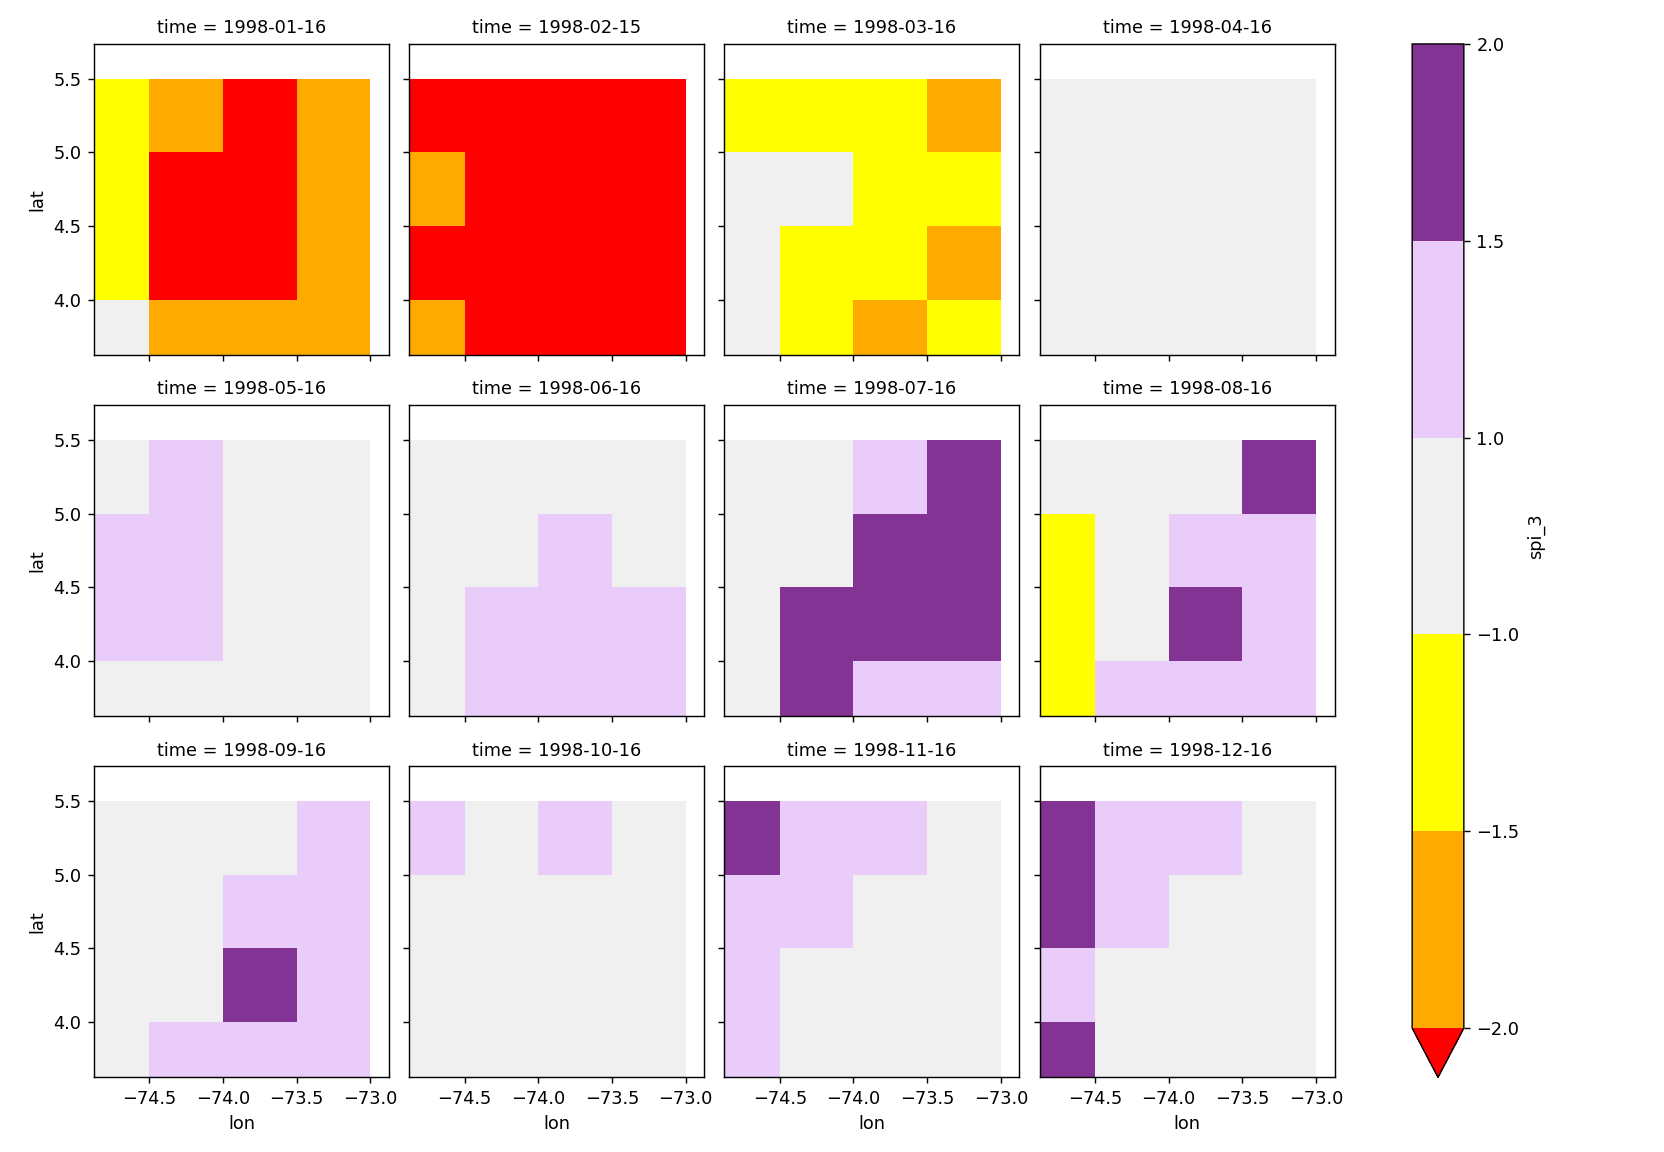 time = 1998-01-16
time = 1998-02-15
time = 1998-03-16
time = 1998-04-16
5.5
5.0
4.5
4.0
lat
time = 1998-05-16
time = 1998-06-16
time = 1998-07-16
time = 1998-08-16
5.5
5.0
4.5
4.0
lat
time = 1998-09-16
time = 1998-10-16
time = 1998-11-16
time = 1998-12-16
5.5
5.0
4.5
4.0
lat
−74.5 −74.0 −73.5 −73.0
lon
−74.5 −74.0 −73.5 −73.0
lon
−74.5 −74.0 −73.5 −73.0
lon
−74.5 −74.0 −73.5 −73.0
lon
2.0
1.5
1.0
−1.0
−1.5
−2.0
spi_3